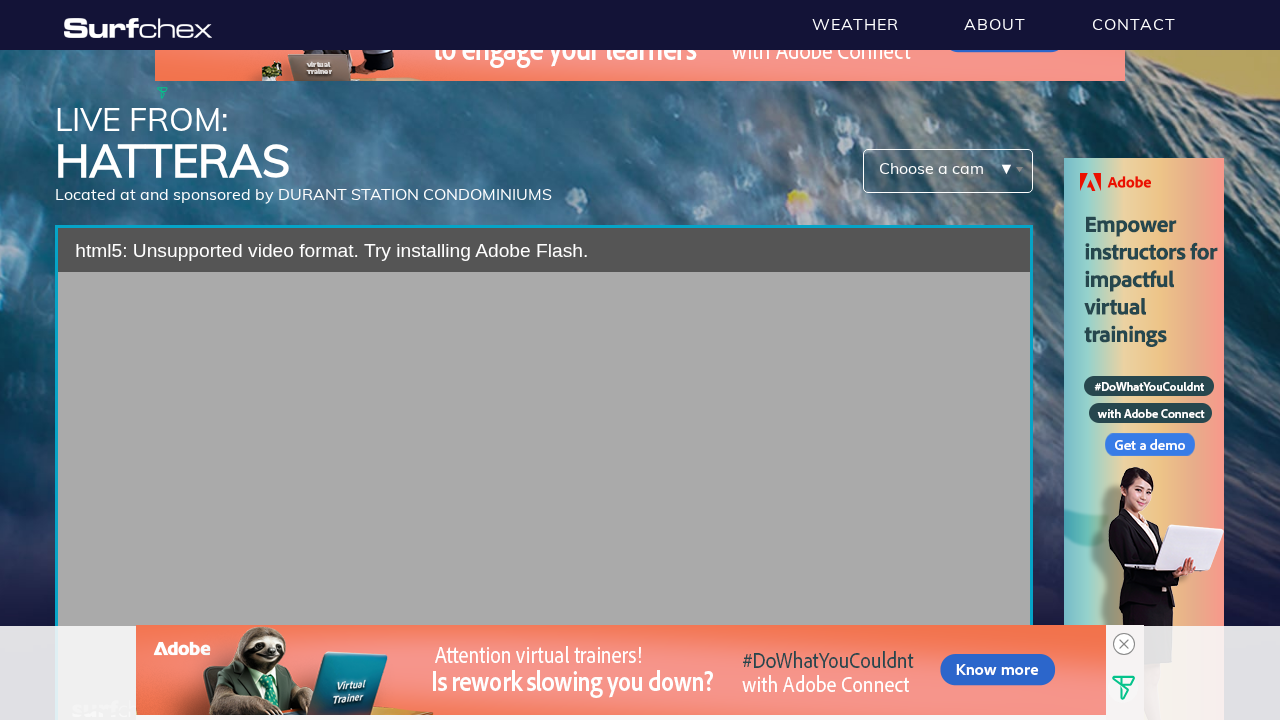 Surfchex
WEATHER
ABOUT
CONTACT
to engage your learners
with Adobe Connect
Virtual
Trainer
LIVE FROM:
HATTERAS
Located at and sponsored by DURANT STATION CONDOMINIUMS
Choose a cam ▼
html5: Unsupported video format. Try installing Adobe Flash.
Adobe
Empower
instructors for
impactful
virtual
trainings
#DoWhatYouCouldnt
with Adobe Connect
Get a demo
Adobe
Virtual
Trainer
Attention virtual trainers!
Is rework slowing you down?
#DoWhatYouCouldnt
with Adobe Connect
Know more